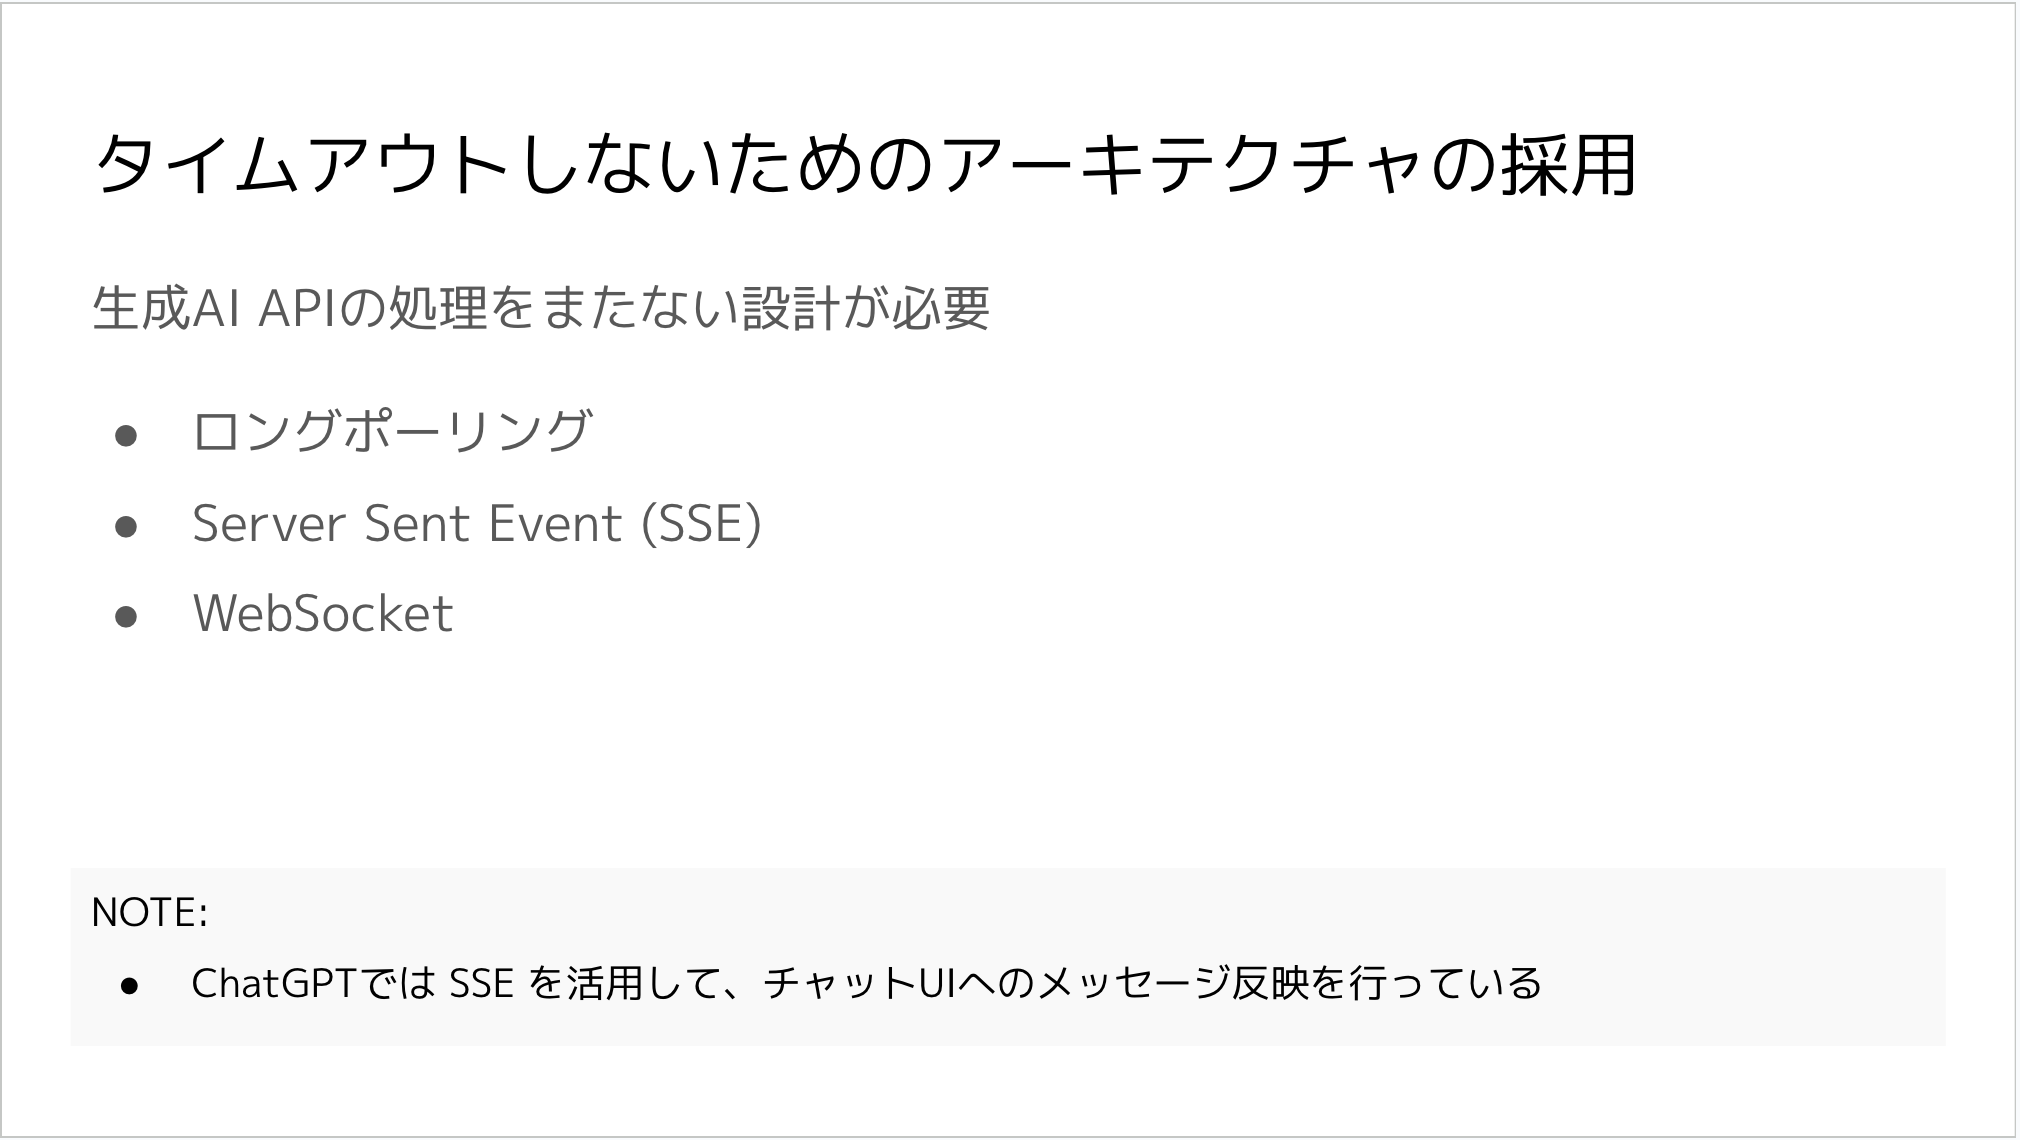 タイムアウトしないためのアーキテクチャの採用
生成AI APIの処理をまたない設計が必要
● ロングポーリング
● Server Sent Event (SSE)
● WebSocket
NOTE:
● ChatGPTでは SSE を活用して、チャットUIへのメッセージ反映を行っている